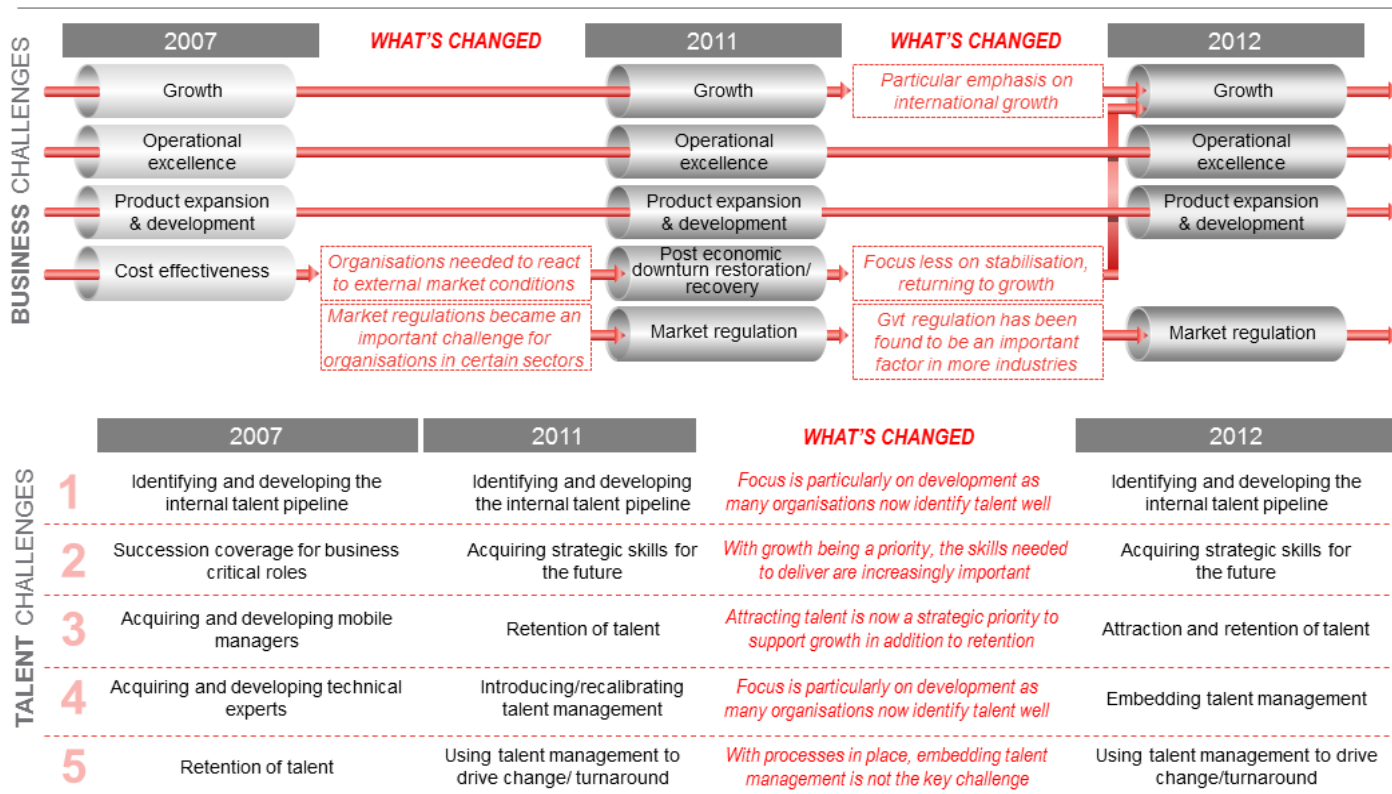 BUSINESS CHALLENGES
2007
WHAT'S CHANGED
2011
WHAT'S CHANGED
2012
Growth
Growth
Particular emphasis on
international growth
Growth
Operational
excellence
Operational
excellence
Operational
excellence
Product expansion
& development
Product expansion
& development
Product expansion
& development
Cost effectiveness
Organisations needed to react
to external market conditions
Post economic
downturn restoration/
recovery
Focus less on stabilisation,
returning to growth
Market regulations became an
important challenge for
organisations in certain sectors
Market regulation
Gvt regulation has been
found to be an important
factor in more industries
Market regulation
TALENT CHALLENGES
2007
2011
WHAT'S CHANGED
2012
1
Identifying and developing the
internal talent pipeline
Identifying and developing
the internal talent pipeline
Focus is particularly on development as
many organisations now identify talent well
Identifying and developing the
internal talent pipeline
2
Succession coverage for business
critical roles
Acquiring strategic skills for
the future
With growth being a priority, the skills needed
to deliver are increasingly important
Acquiring strategic skills for
the future
3
Acquiring and developing mobile
managers
Retention of talent
Attracting talent is now a strategic priority to
support growth in addition to retention
Attraction and retention of talent
4
Acquiring and developing technical
experts
Introducing/recalibrating
talent management
Focus is particularly on development as
many organisations now identify talent well
Embedding talent management
5
Retention of talent
Using talent management to
drive change/ turnaround
With processes in place, embedding talent
management is not the key challenge
Using talent management to drive
change/turnaround